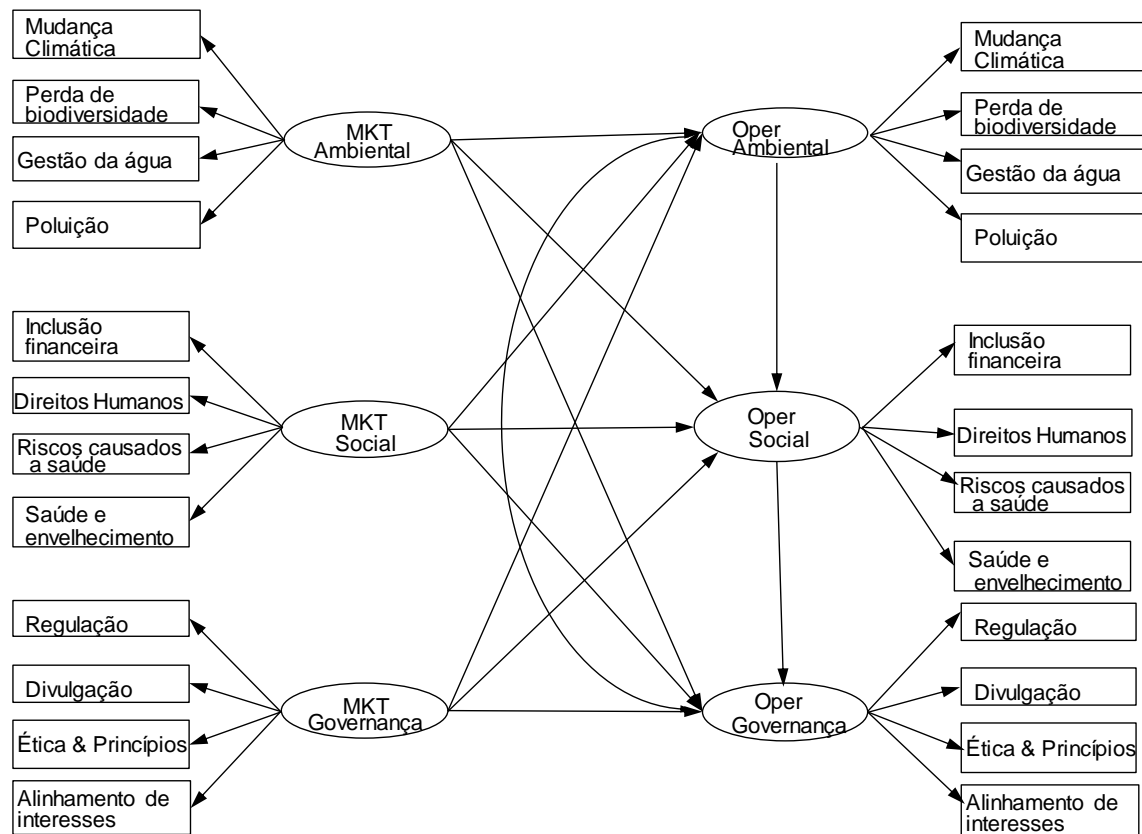 Mudança
Climática
Perda de
biodiversidade
Gestão da água
Poluição
MKT
Ambiental
Oper
Ambiental
Mudança
Climática
Perda de
biodiversidade
Gestão da água
Poluição
Inclusão
financeira
Direitos Humanos
Riscos causados
a saúde
Saúde e
envelhecimento
MKT
Social
Oper
Social
Inclusão
financeira
Direitos Humanos
Riscos causados
a saúde
Saúde e
envelhecimento
Regulação
Divulgação
Ética & Princípios
Alinhamento de
interesses
MKT
Governança
Oper
Governança
Regulação
Divulgação
Ética & Princípios
Alinhamento de
interesses